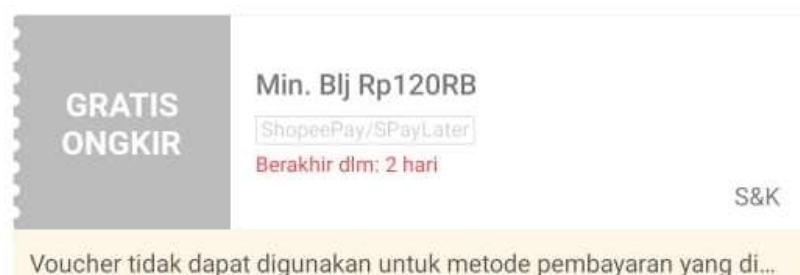 GRATIS
ONGKIR
Min. Blj Rp120RB
ShopeePay/SPayLater
Berakhir dlm: 2 hari
S&K
Voucher tidak dapat digunakan untuk metode pembayaran yang di...